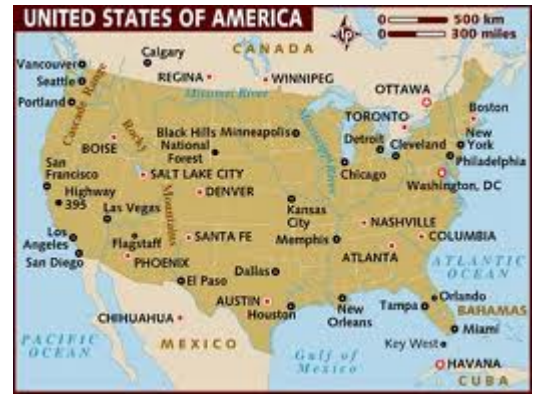 UNITED STATES OF AMERICA
0 500 km
0 300 miles
CANADA
Calgary
Vancouver
Seattle
REGINA
WINNIPEG
Missouri River
OTTAWA
Portland
Cascade Range
TORONTO
Boston
Rocky
Mountains
BOISE
Black Hills
National
Forest
Minneapolis
Mississippi River
Detroit
Cleveland
New
York
Philadelphia
San
Francisco
SALT LAKE CITY
Chicago
Washington, DC
Highway
395
DENVER
Las Vegas
Kansas
City
NASHVILLE
Los
Angeles
Flagstaff
SANTA FE
Memphis
COLUMBIA
San Diego
PHOENIX
ATLANTA
ATLANTIC
OCEAN
El Paso
Dallas
AUSTIN
Houston
New
Orleans
Tampa
Orlando
BAHAMAS
CHIHUAHUA
Miami
PACIFIC
OCEAN
MEXICO
Gulf of
Mexico
Key West
HAVANA
CUBA